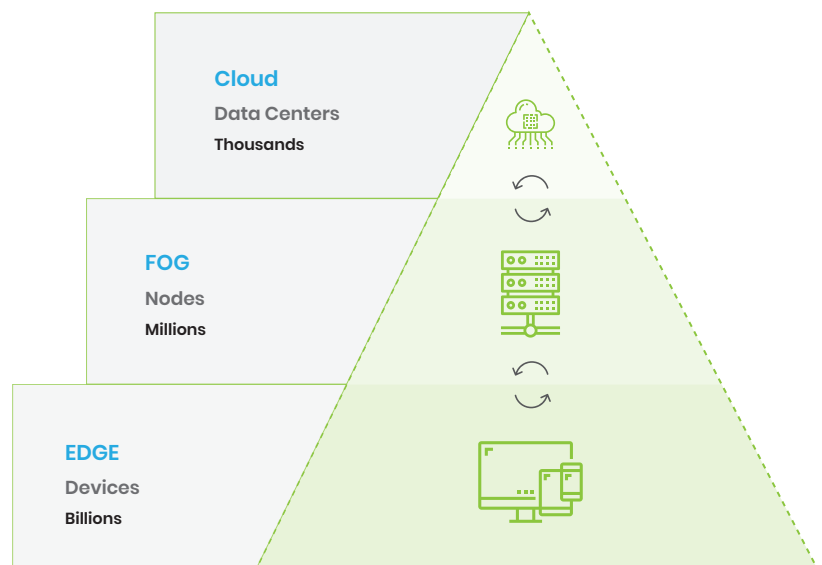 Cloud
Data Centers
Thousands
FOG
Nodes
Millions
EDGE
Devices
Billions